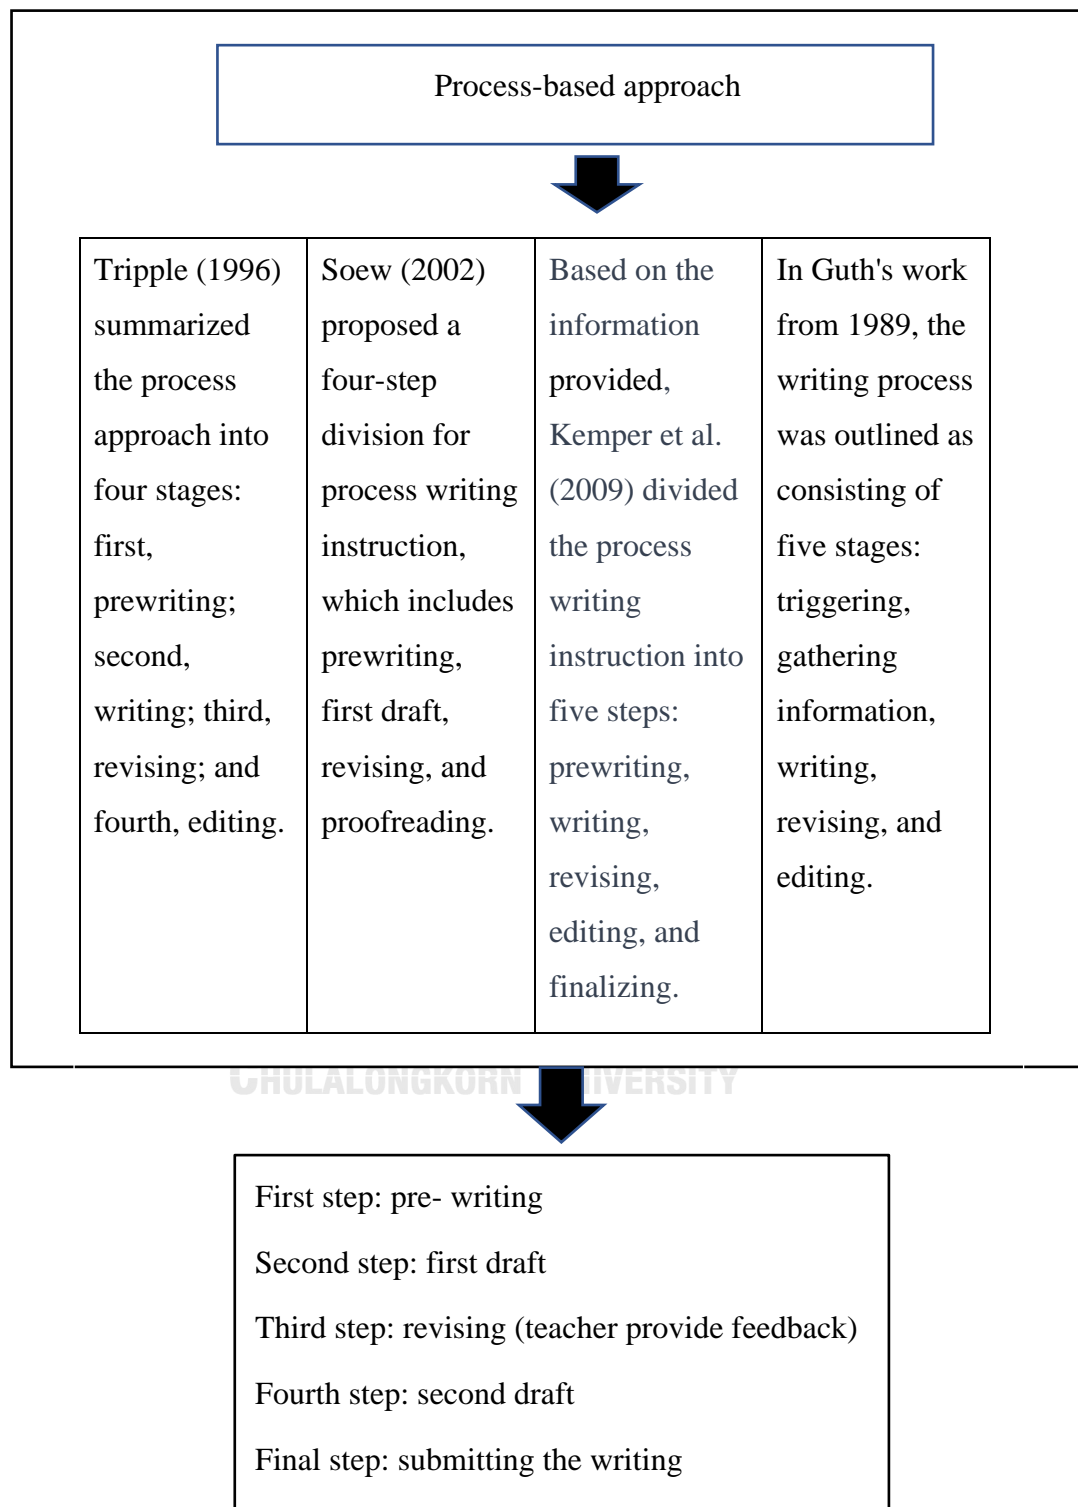 Process-based approach
Tripple (1996)
summarized
the process
approach into
four stages:
first,
prewriting;
second,
writing; third,
revising; and
fourth, editing.
Soew (2002)
proposed a
four-step
division for
process writing
instruction,
which includes
prewriting,
first draft,
revising, and
proofreading.
Based on the
information
provided,
Kemper et al.
(2009) divided
the process
writing
instruction into
five steps:
prewriting,
writing,
revising,
editing, and
finalizing.
In Guth's work
from 1989, the
writing process
was outlined as
consisting of
five stages:
triggering,
gathering
information,
writing,
revising, and
editing.
CHULALONGKORN UNIVERSITY
First step: pre- writing
Second step: first draft
Third step: revising (teacher provide feedback)
Fourth step: second draft
Final step: submitting the writing